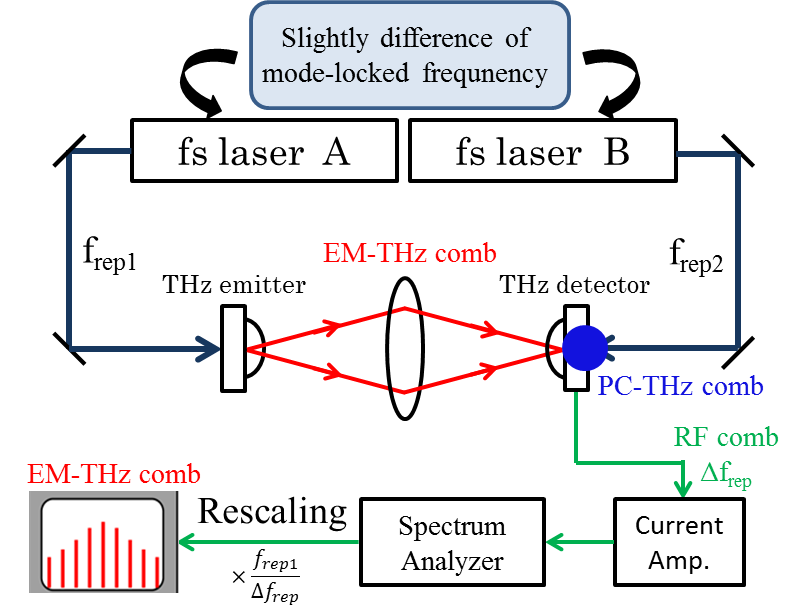 Slightly difference of
mode-locked frequnency
fs laser A
fs laser B
f_rep1
EM-THz comb
f_rep2
THz emitter
THz detector
PC-THz comb
RF comb
Δf_rep
EM-THz comb
Rescaling
× f_rep1/Δf_rep
Spectrum
Analyzer
Current
Amp.